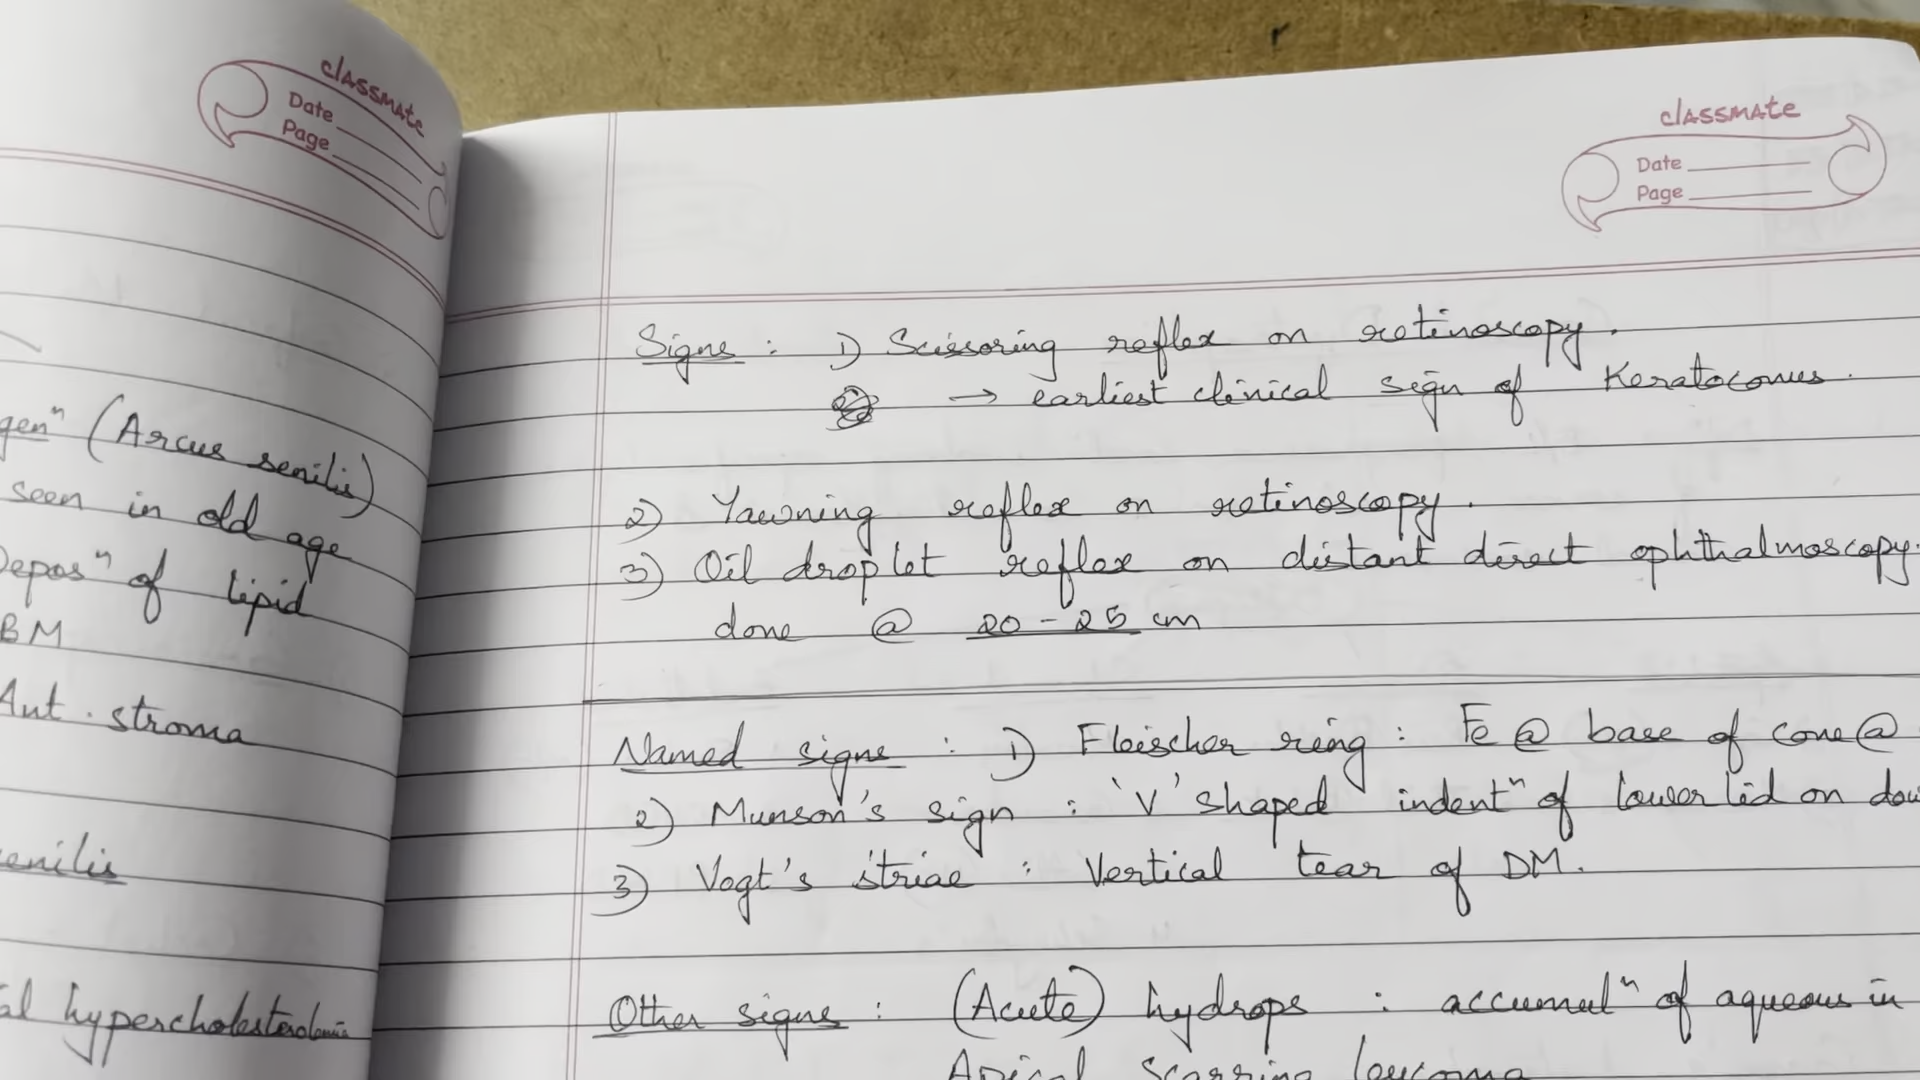 classmate
Date
Page
gen" (Arcus senilis)
seen in old age
Depos" of lipid
BM
Ant. stroma
enilis
al hypercholesterolemia
classmate
Date
Page
Signs : 1) Scissoring reflex on retinoscopy.
→ earliest clinical sign of Keratoconus.
2) Yawning reflex on retinoscopy.
3) Oil droplet reflex on distant direct ophthalmoscopy.
done @ 20-25 cm
Named signs : 1) Fleischer ring : Fe @ base of cone @
2) Munson's sign : 'V' shaped indent" of lower lid on dow
3) Vogt's striae : Vertical tear of DM.
Other signs : (Acute) hydrops : accumul" of aqueous in
Apical scarring leucoma